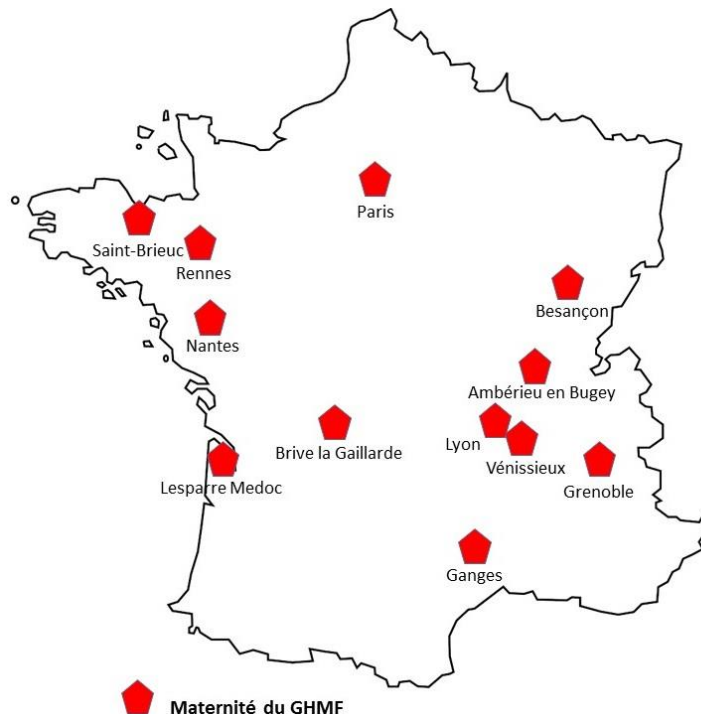 Paris
Saint-Brieuc
Rennes
Besançon
Nantes
Ambérieu en Bugey
Lyon
Brive la Gaillarde
Vénissieux
Grenoble
Lesparre Medoc
Ganges
Maternité du GHMF